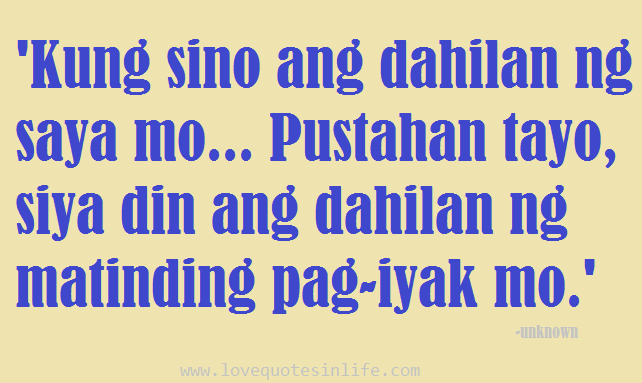 'Kung sino ang dahilan ng
saya mo... Pustahan tayo,
siya din ang dahilan ng
matinding pag-iyak mo.'
-unknown
www.lovequotesinlife.com